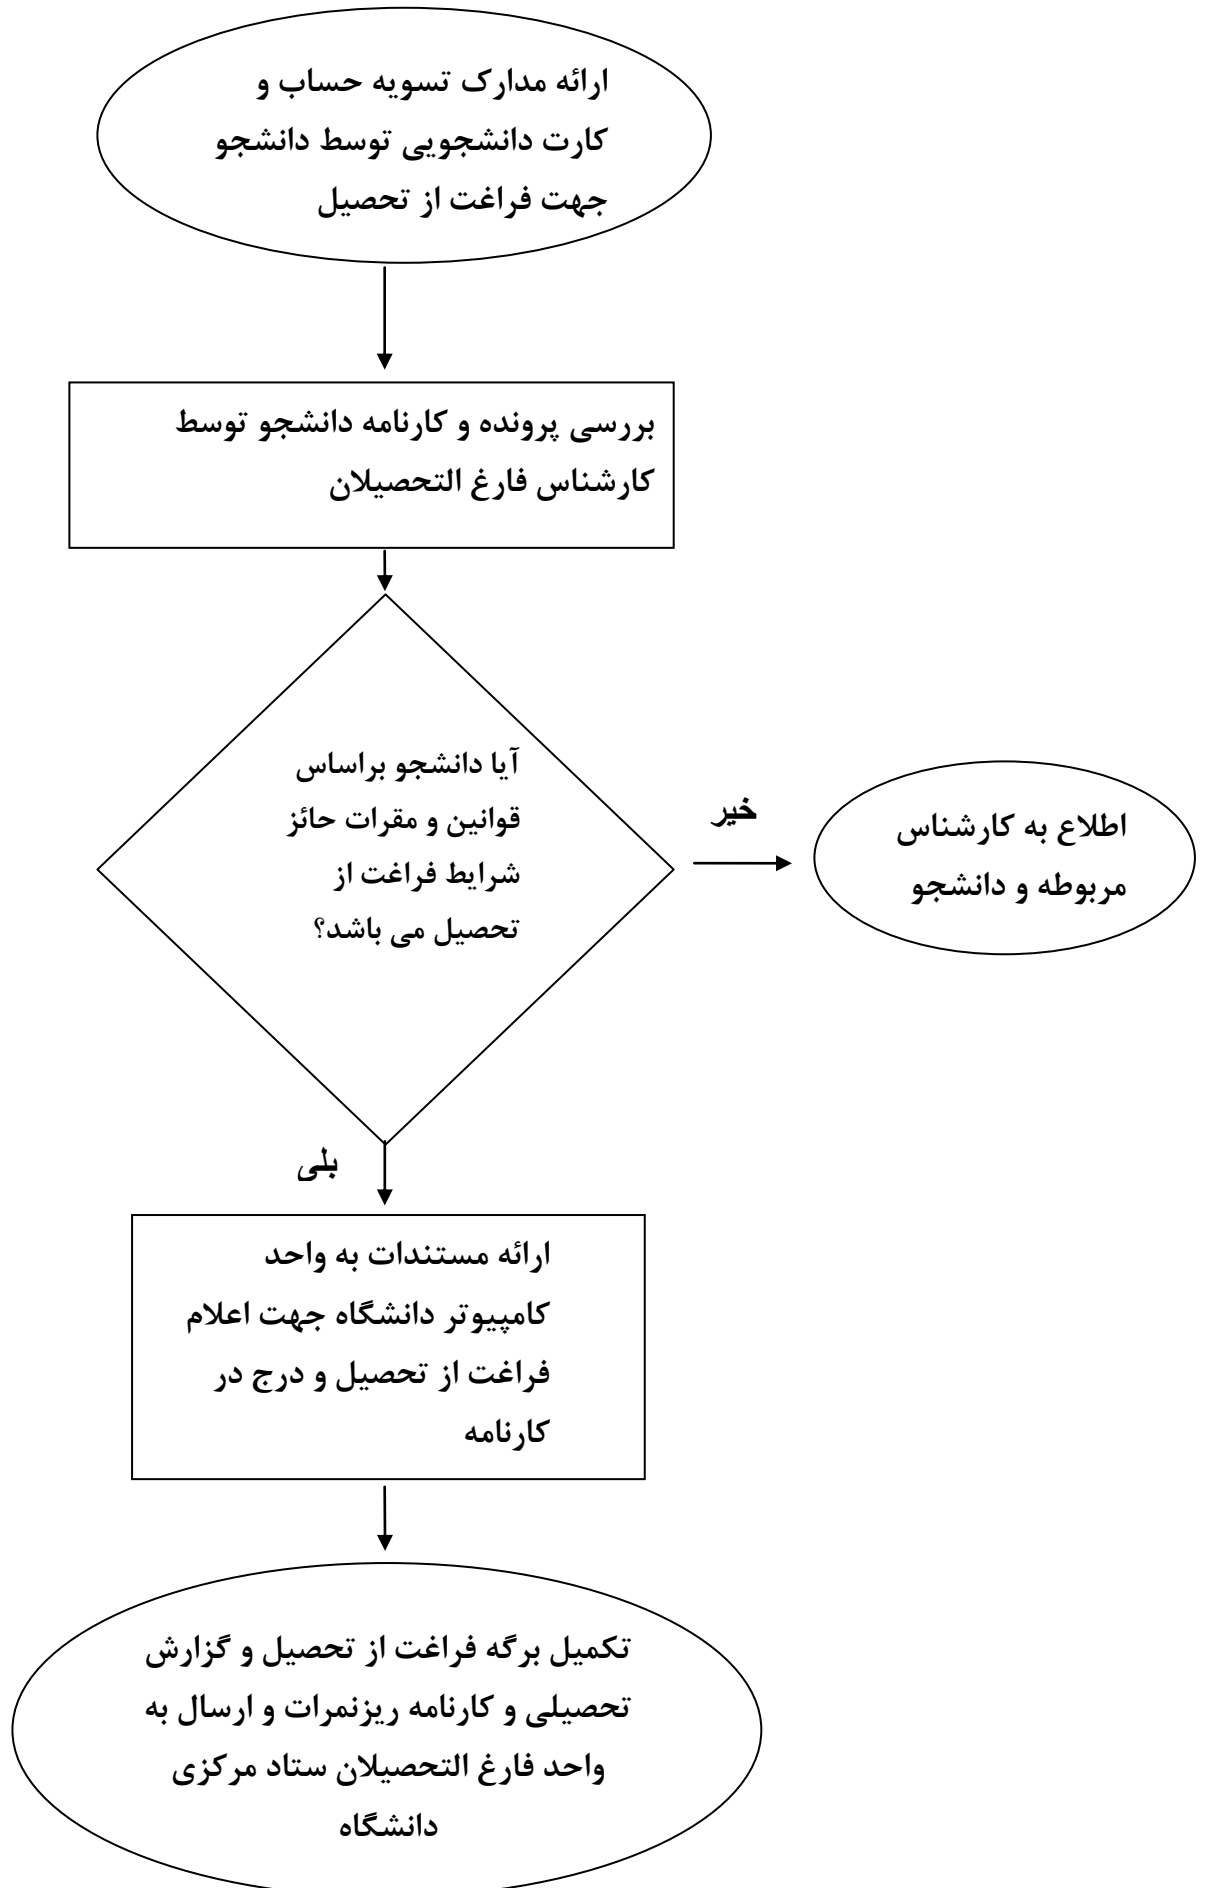 ارائه مدارک تسویه حساب و
کارت دانشجویی توسط دانشجو
جهت فراغت از تحصیل
بررسی پرونده و کارنامه دانشجو توسط
کارشناس فارغ التحصیلان
آیا دانشجو براساس
قوانین و مقرات حائز
شرایط فراغت از
تحصیل می باشد؟
خیر
اطلاع به کارشناس
مربوطه و دانشجو
بلی
ارائه مستندات به واحد
کامپیوتر دانشگاه جهت اعلام
فراغت از تحصیل و درج در
کارنامه
تکمیل برگه فراغت از تحصیل و گزارش
تحصیلی و کارنامه ریزنمرات و ارسال به
واحد فارغ التحصیلان ستاد مرکزی
دانشگاه